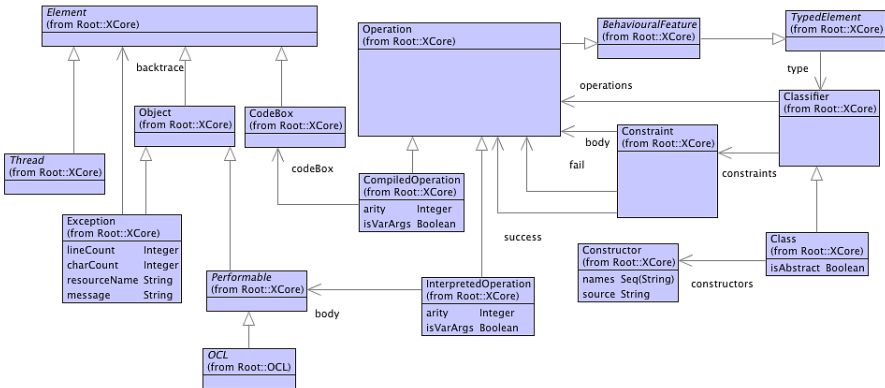 Element
(from Root::XCore)
Operation
(from Root::XCore)
BehaviouralFeature
(from Root::XCore)
TypedElement
(from Root::XCore)
backtrace
type
operations
Object
(from Root::XCore)
CodeBox
(from Root::XCore)
Classifier
(from Root::XCore)
Constraint
(from Root::XCore)
body
Thread
(from Root::XCore)
codeBox
fail
constraints
CompiledOperation
(from Root::XCore)
arity Integer
isVarArgs Boolean
Exception
(from Root::XCore)
lineCount Integer
charCount Integer
resourceName String
message String
success
Class
(from Root::XCore)
isAbstract Boolean
Constructor
(from Root::XCore)
names Seq(String)
source String
constructors
Performable
(from Root::XCore)
body
InterpretedOperation
(from Root::XCore)
arity Integer
isVarArgs Boolean
OCL
(from Root::OCL)